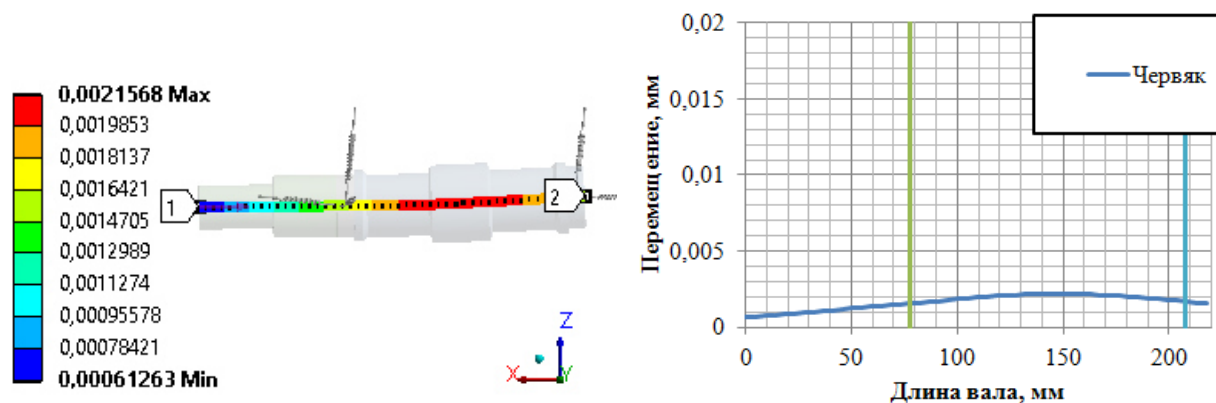 0,0021568 Max
0,0019853
0,0018137
0,0016421
0,0014705
0,0012989
0,0011274
0,00095578
0,00078421
0,00061263 Min
1
2
Z
X
Y
Перемещение, мм
0,02
0,015
0,01
0,005
0
0 50 100 150 200
Длина вала, мм
Червяк